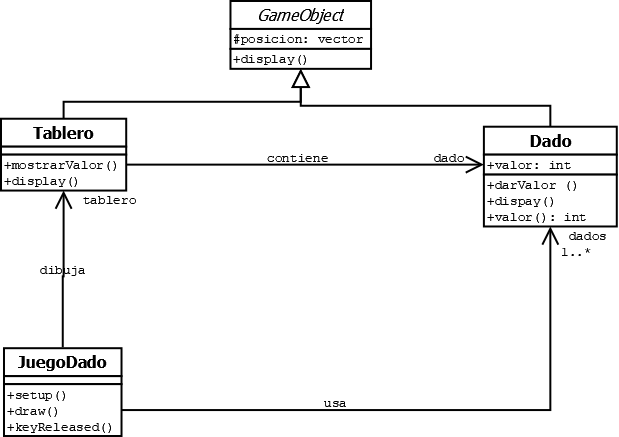 GameObject
#posicion: vector
+display()
Tablero
+mostrarValor()
+display()
contiene
dado
Dado
+valor: int
+darValor ()
+dispay()
+valor(): int
tablero
dados
1..*
dibuja
JuegoDado
+setup()
+draw()
+keyReleased()
usa